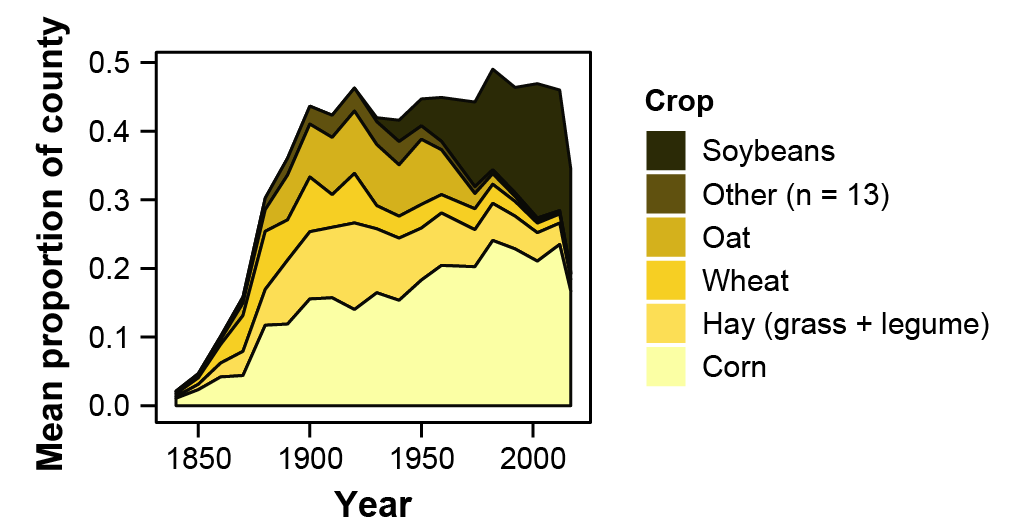 Mean proportion of county
0.5
0.4
0.3
0.2
0.1
0.0
1850 1900 1950 2000
Year
Crop
Soybeans
Other (n = 13)
Oat
Wheat
Hay (grass + legume)
Corn